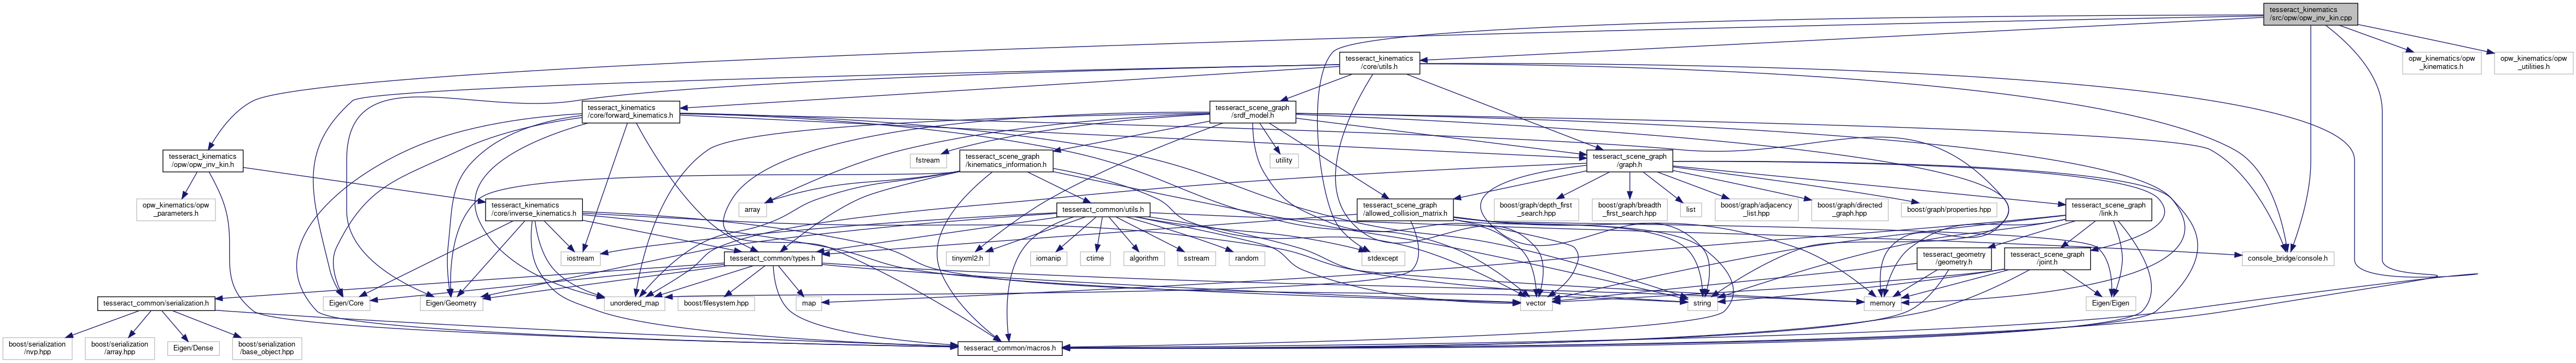 tesseract_kinematics
/src/opw/opw_inv_kin.cpp
tesseract_kinematics
/core/utils.h
opw_kinematics/opw
_kinematics.h
opw_kinematics/opw
_utilities.h
tesseract_kinematics
/core/forward_kinematics.h
tesseract_scene_graph
/srdf_model.h
tesseract_kinematics
/opw/opw_inv_kin.h
fstream
tesseract_scene_graph
/kinematics_information.h
utility
tesseract_scene_graph
/graph.h
opw_kinematics/opw
_parameters.h
tesseract_kinematics
/core/inverse_kinematics.h
array
tesseract_common/utils.h
tesseract_scene_graph
/allowed_collision_matrix.h
boost/graph/depth_first
_search.hpp
boost/graph/breadth
_first_search.hpp
list
boost/graph/adjacency
_list.hpp
boost/graph/directed
_graph.hpp
boost/graph/properties.hpp
tesseract_scene_graph
/link.h
iostream
tesseract_common/types.h
tinyxml2.h
iomanip
ctime
algorithm
sstream
random
stdexcept
tesseract_geometry
/geometry.h
tesseract_scene_graph
/joint.h
console_bridge/console.h
tesseract_common/serialization.h
Eigen/Core
Eigen/Geometry
unordered_map
boost/filesystem.hpp
map
vector
string
memory
Eigen/Eigen
boost/serialization
/nvp.hpp
boost/serialization
/array.hpp
Eigen/Dense
boost/serialization
/base_object.hpp
tesseract_common/macros.h